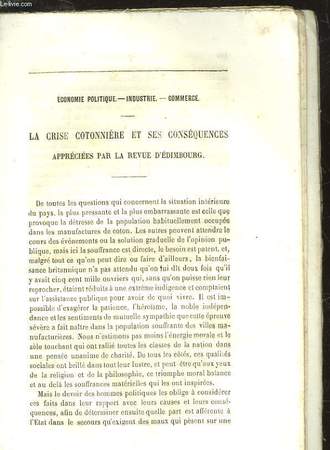 Le-livre.com
ÉCONOMIE POLITIQUE. — INDUSTRIE. — COMMERCE.
LA CRISE COTONNIÈRE ET SES CONSÉQUENCES
APPRÉCIÉES PAR LA REVUE D'ÉDIMBOURG.
De toutes les questions qui concernent la situation intérieure
du pays, la plus pressante et la plus embarrassante est celle que
provoque la détresse de la population habituellement occupée
dans les manufactures de coton. Les autres peuvent attendre le
cours des événements ou la solution graduelle de l'opinion pu-
blique, mais ici la souffrance est directe, le besoin est patent, et,
malgré tout ce qu'on peut dire ou faire d'ailleurs, la bienfai-
sance britannique n'a pas attendu qu'on lui dît deux fois qu'il
y avait cinq cent mille ouvriers qui, sans qu'on puisse rien leur
reprocher, étaient réduits à une extrême indigence et comptaient
sur l'assistance publique pour avoir de quoi vivre. Il est im-
possible d'exagérer la patience, l'héroïsme, la noble indépen-
dance et les sentiments de mutuelle sympathie que cette épreuve
sévère a fait naître dans la population souffrante des villes ma-
nufacturières. Nous n'estimons pas moins l'énergie morale et le
zèle touchant qui ont rallié toutes les classes de la nation dans
une pensée unanime de charité. De tous les côtés, ces qualités
sociales ont brillé dans tout leur lustre, et peut être qu'aux yeux
de la religion et de la philosophie, ce triomphe moral balance
et au delà les souffrances matérielles qui les ont inspirées.
Mais le devoir des hommes politiques les oblige à considérer
ces faits dans leur rapport avec leurs causes et leurs consé-
quences, afin de déterminer ensuite quelle part est afférente à
l'État dans le secours qu'exigent des maux qui pèsent sur une